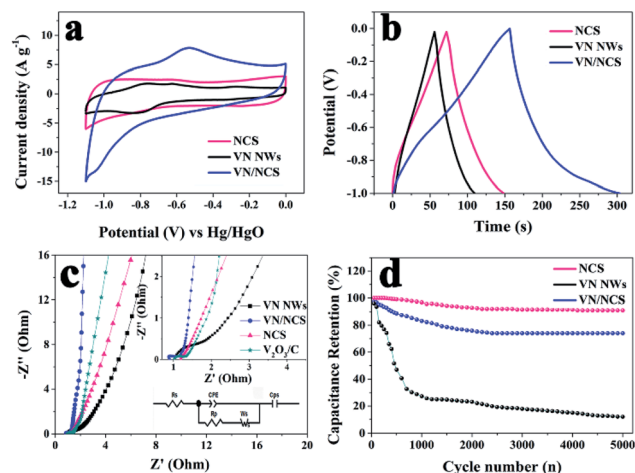 a
Current density (A g⁻¹)
15
10
5
0
-5
-10
-15
-1.2 -0.8 -0.4 0.0
Potential (V) vs Hg/HgO
NCS
VN NWs
VN/NCS
b
Potential (V)
0.0
-0.2
-0.4
-0.6
-0.8
-1.0
0 50 100 150 200 250 300
Time (s)
NCS
VN NWs
VN/NCS
c
-Z'' (Ohm)
16
12
8
4
0
0 4 8 12 16 20
Z' (Ohm)
-Z'' (Ohm)
2
0
1 2 3 4
Z' (Ohm)
VN NWs
VN/NCS
NCS
V₂O₃/C
Rs CPE Cps
Rp Ws
d
Capacitance Retention (%)
120
100
80
60
40
20
0
0 1000 2000 3000 4000 5000
Cycle number (n)
NCS
VN NWs
VN/NCS